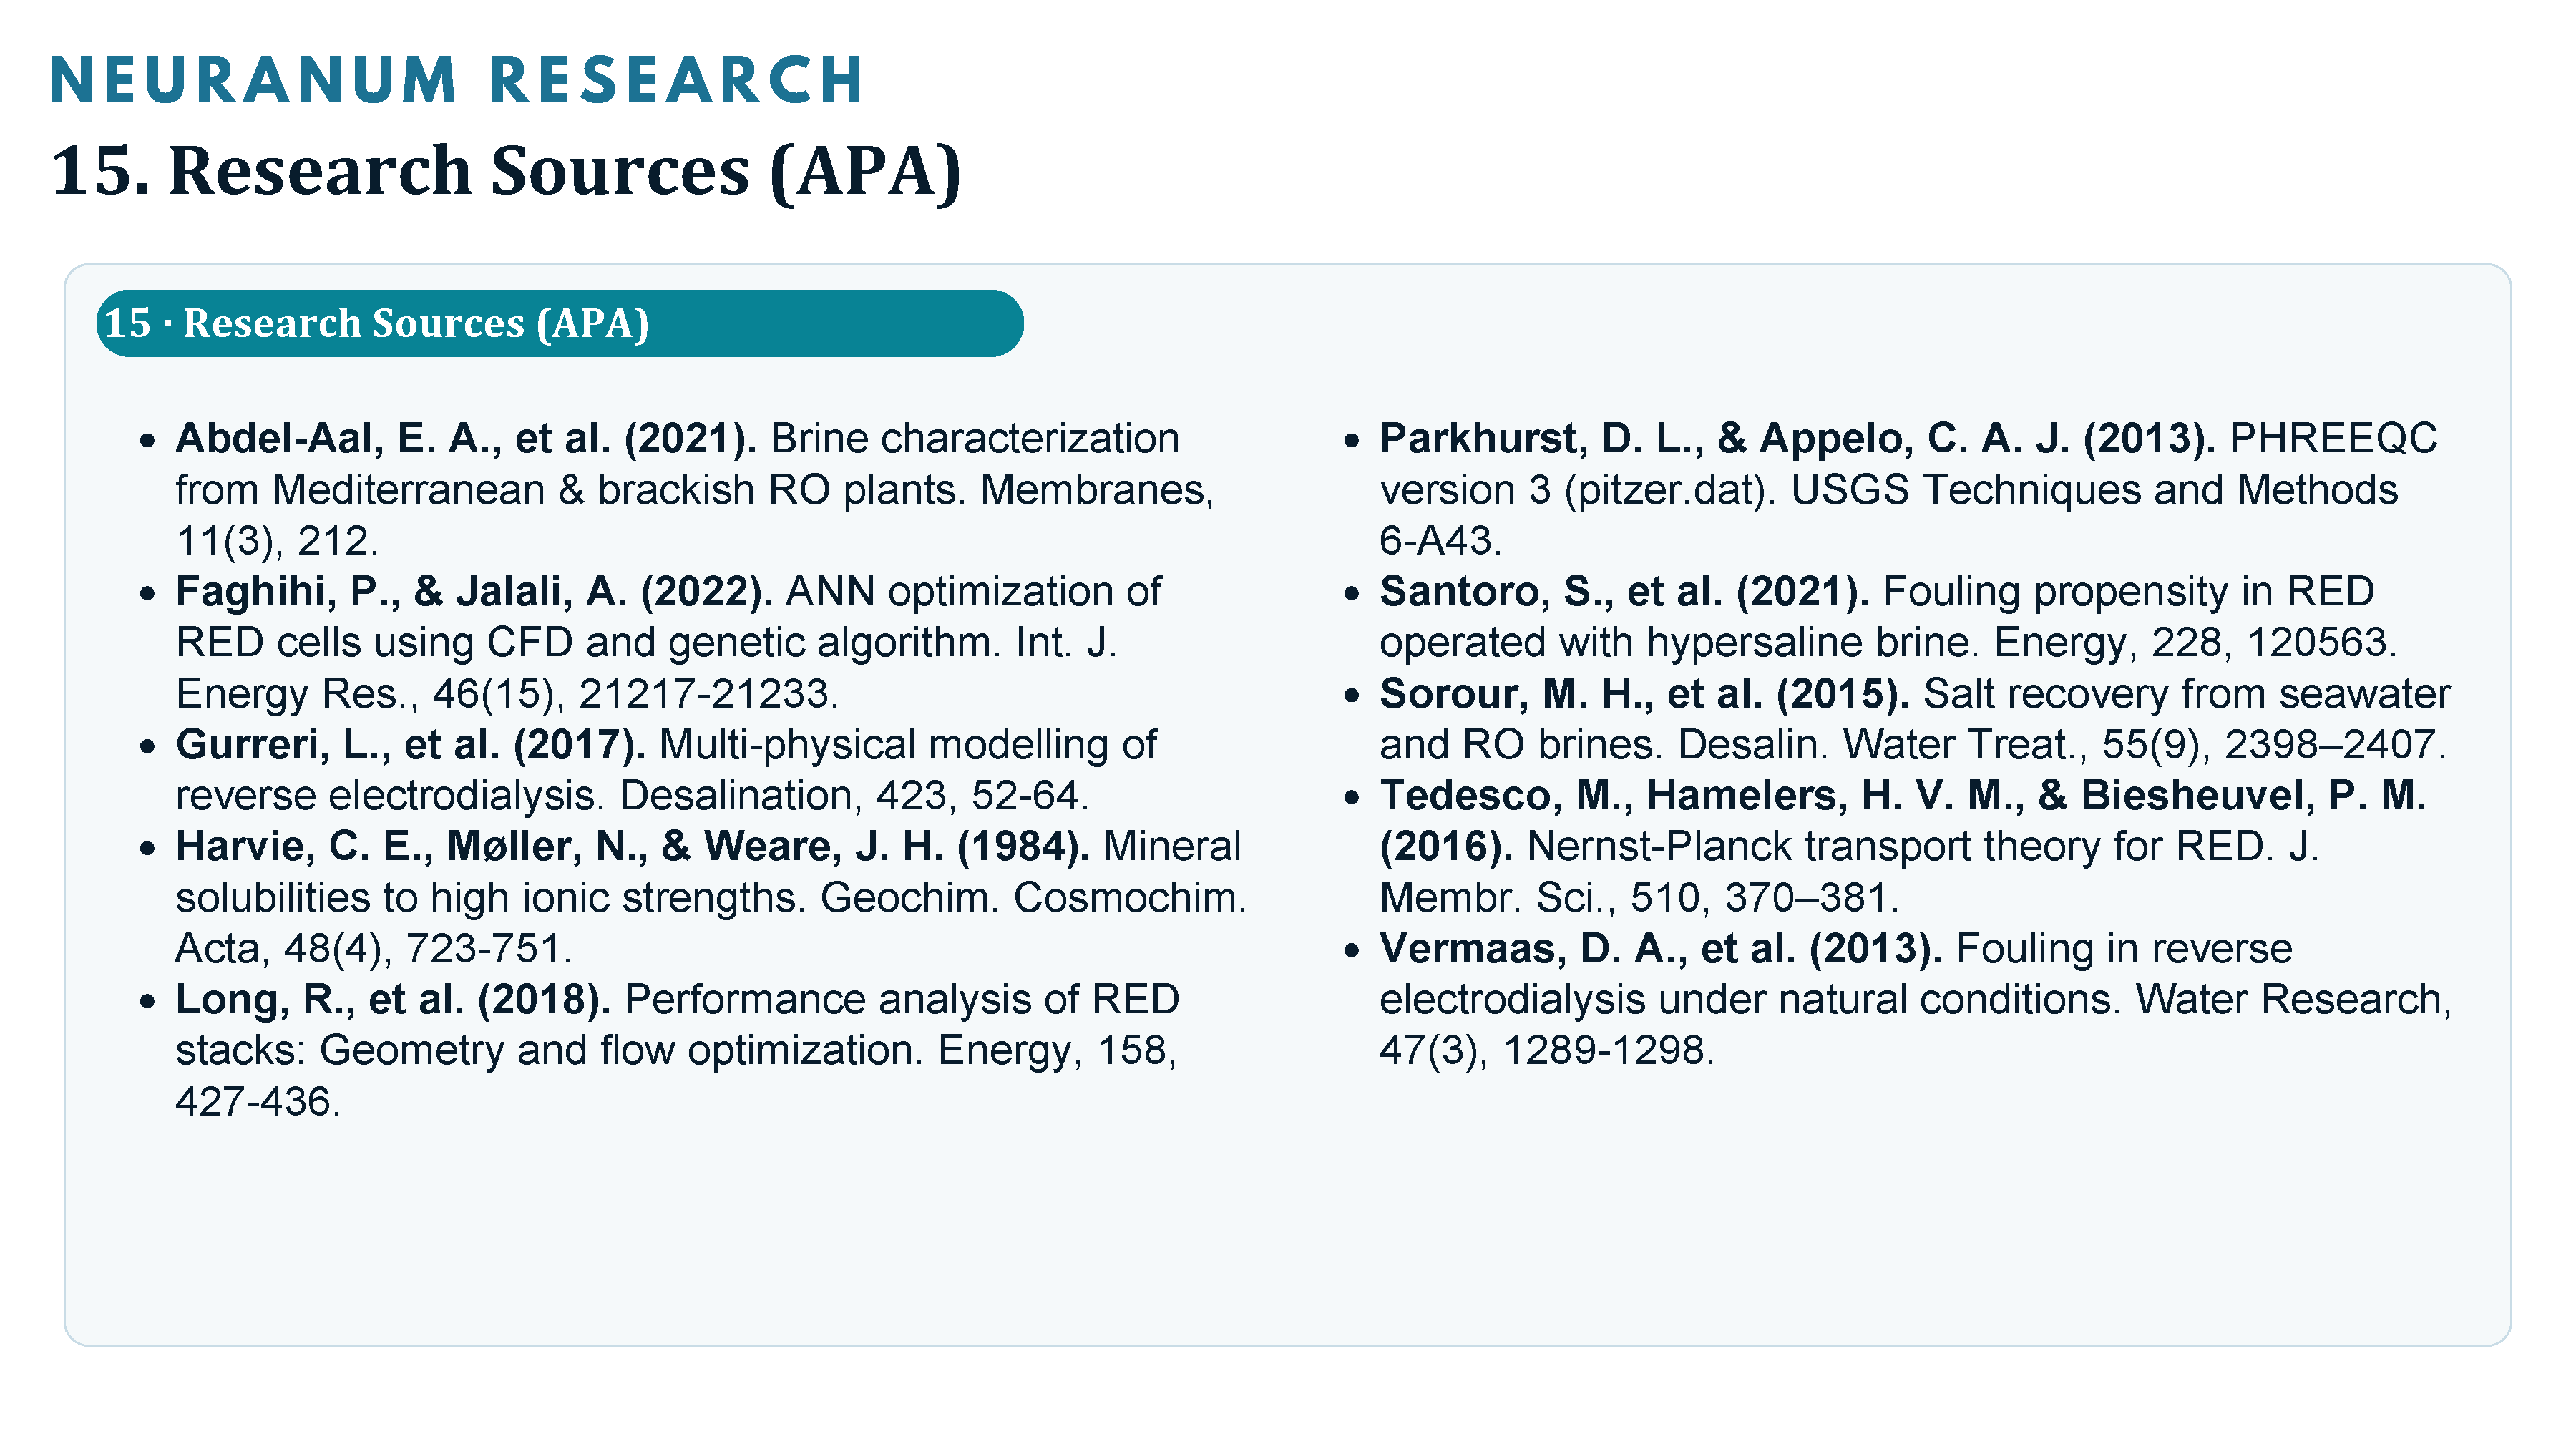 NEURANUM RESEARCH
15. Research Sources (APA)
15 · Research Sources (APA)
• Abdel-Aal, E. A., et al. (2021). Brine characterization
from Mediterranean & brackish RO plants. Membranes,
11(3), 212.
• Faghihi, P., & Jalali, A. (2022). ANN optimization of
RED cells using CFD and genetic algorithm. Int. J.
Energy Res., 46(15), 21217-21233.
• Gurreri, L., et al. (2017). Multi-physical modelling of
reverse electrodialysis. Desalination, 423, 52-64.
• Harvie, C. E., Møller, N., & Weare, J. H. (1984). Mineral
solubilities to high ionic strengths. Geochim. Cosmochim.
Acta, 48(4), 723-751.
• Long, R., et al. (2018). Performance analysis of RED
stacks: Geometry and flow optimization. Energy, 158,
427-436.
• Parkhurst, D. L., & Appelo, C. A. J. (2013). PHREEQC
version 3 (pitzer.dat). USGS Techniques and Methods
6-A43.
• Santoro, S., et al. (2021). Fouling propensity in RED
operated with hypersaline brine. Energy, 228, 120563.
• Sorour, M. H., et al. (2015). Salt recovery from seawater
and RO brines. Desalin. Water Treat., 55(9), 2398–2407.
• Tedesco, M., Hamelers, H. V. M., & Biesheuvel, P. M.
(2016). Nernst-Planck transport theory for RED. J.
Membr. Sci., 510, 370–381.
• Vermaas, D. A., et al. (2013). Fouling in reverse
electrodialysis under natural conditions. Water Research,
47(3), 1289-1298.